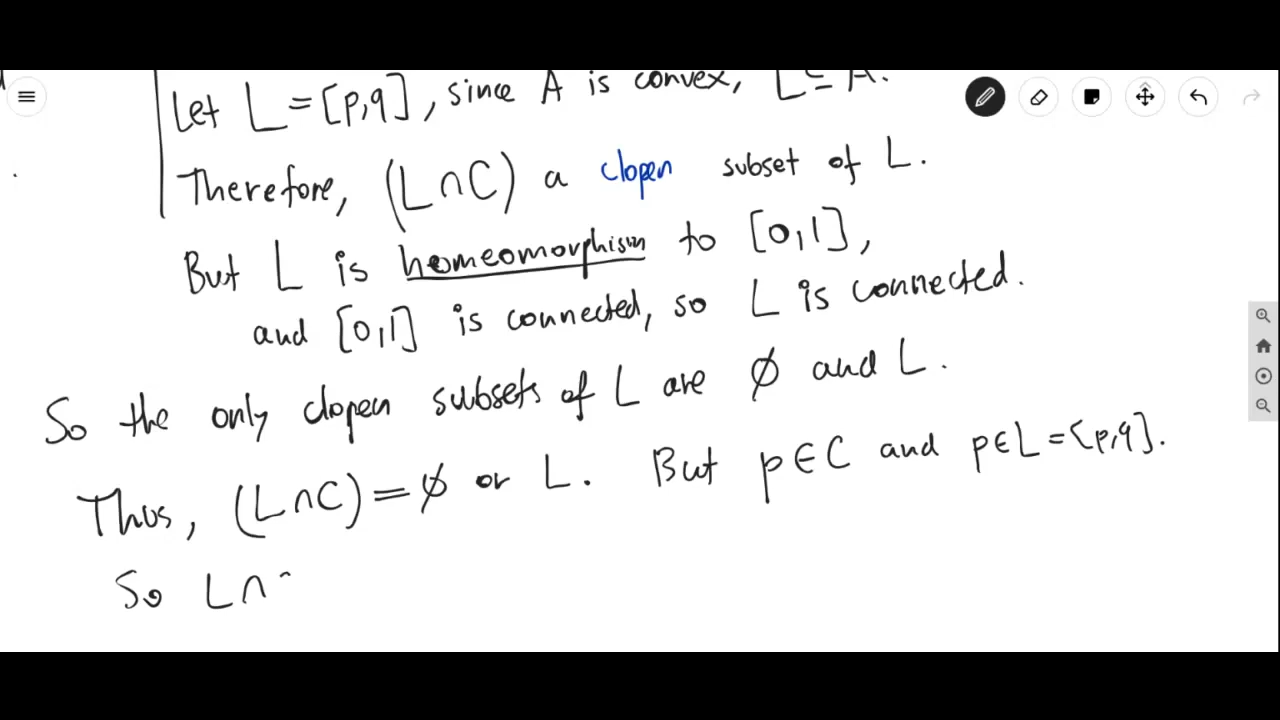 Let L = [p,q], since A is convex, L ⊆ A.
Therefore, (L∩C) a clopen subset of L.
But L is homeomorphism to [0,1],
and [0,1] is connected, so L is connected.
So the only clopen subsets of L are ∅ and L.
Thus, (L∩C) = ∅ or L. But p∈C and p∈L=[p,q].
So L∩